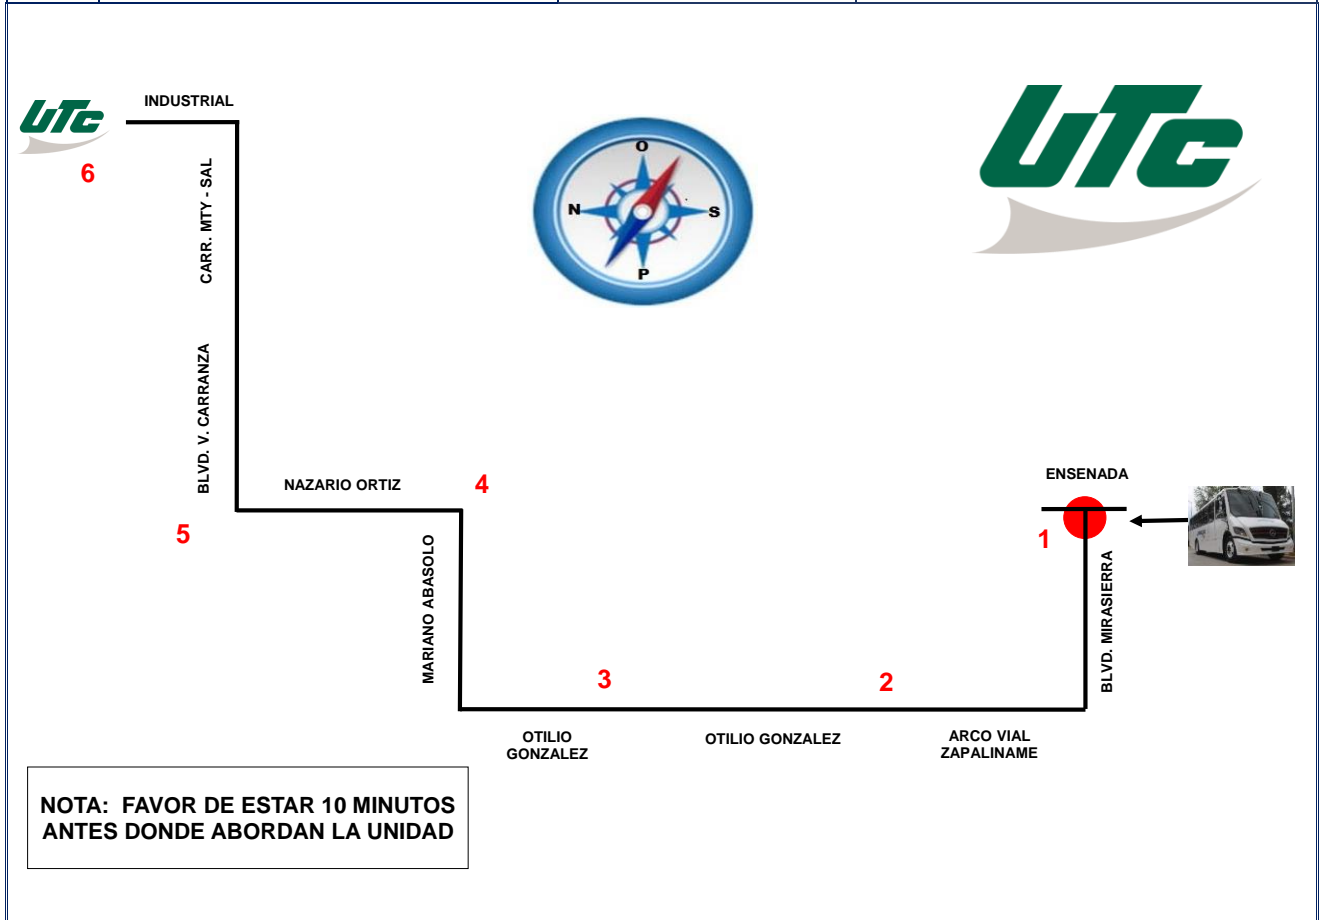 UTC
INDUSTRIAL
UTC
6
CARR. MTY - SAL
O
N
S
P
BLVD. V. CARRANZA
NAZARIO ORTIZ
4
ENSENADA
5
1
MARIANO ABASOLO
BLVD. MIRASIERRA
3
2
OTILIO
GONZALEZ
OTILIO GONZALEZ
ARCO VIAL
ZAPALINAME
NOTA: FAVOR DE ESTAR 10 MINUTOS
ANTES DONDE ABORDAN LA UNIDAD